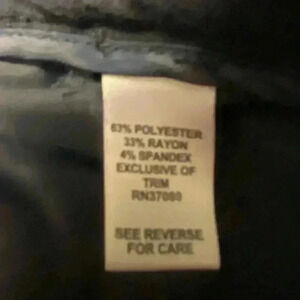 63% POLYESTER
33% RAYON
4% SPANDEX
EXCLUSIVE OF
TRIM
RN37080
SEE REVERSE
FOR CARE